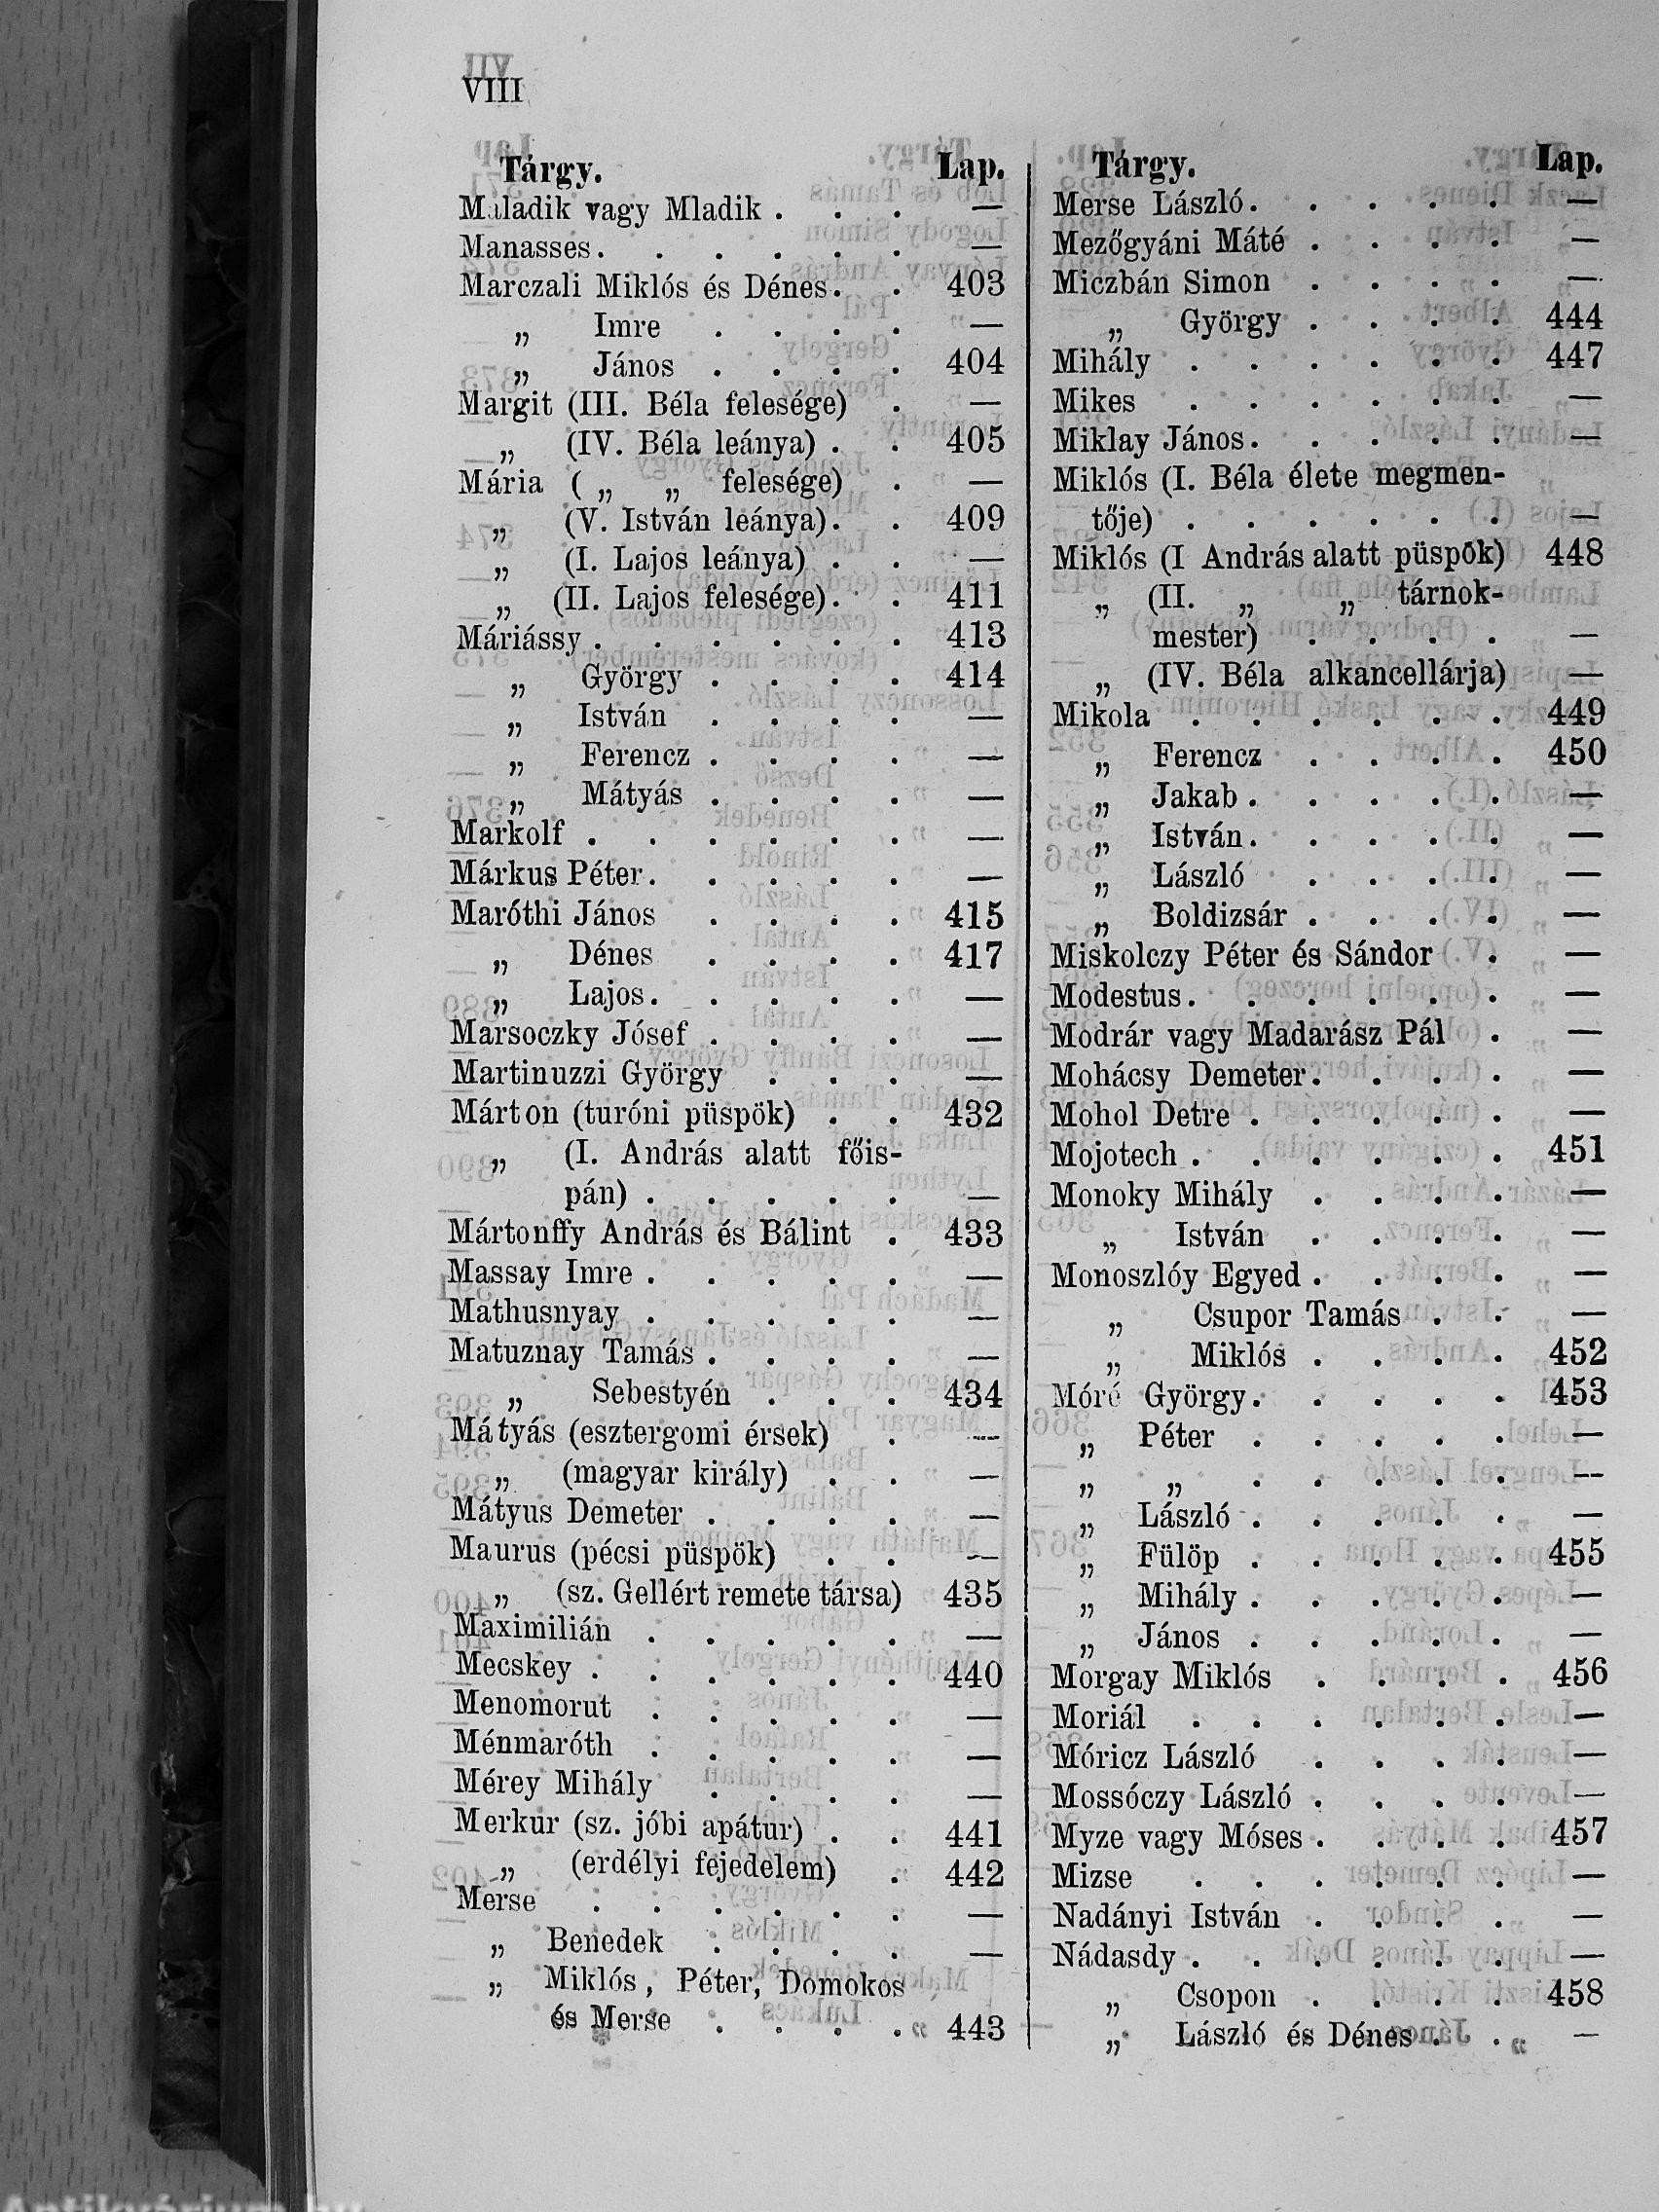 VIII
Tárgy. Lap.
Maladik vagy Mladik . . . —
Manasses. . . . . . —
Marczali Miklós és Dénes. . 403
„ Imre . . . . —
„ János . . . . 404
Margit (III. Béla felesége) . —
„ (IV. Béla leánya) . . 405
Mária ( „ „ felesége) . —
„ (V. István leánya). . 409
„ (I. Lajos leánya) . . —
„ (II. Lajos felesége). . 411
Máriássy . . . . . . 413
„ György . . . . 414
„ István . . . . —
„ Ferencz . . . . —
„ Mátyás . . . . —
Markolf . . . . . . —
Márkus Péter. . . . . —
Maróthi János . . . . 415
„ Dénes . . . . 417
„ Lajos. . . . . —
Marsoczky Jósef . . . . —
Martinuzzi György . . . —
Márton (turóni püspök) . . 432
„ (I. András alatt főis-
pán) . . . . . —
Mártonffy András és Bálint . 433
Massay Imre . . . . . —
Mathusnyay . . . . . —
Matuznay Tamás . . . . —
„ Sebestyén . . . 434
Mátyás (esztergomi érsek) . —
„ (magyar király) . . —
Mátyus Demeter . . . . —
Maurus (pécsi püspök) . . —
„ (sz. Gellért remete társa) 435
Maximilián . . . . . —
Mecskey . . . . . . 440
Menomorut . . . . . —
Ménmaróth . . . . . —
Mérey Mihály . . . . —
Merkur (sz. jóbi apátur) . . 441
„ (erdélyi fejedelem) . 442
Merse . . . . . . —
„ Benedek . . . . —
„ Miklós, Péter, Domokos
és Merse . . . . 443
Tárgy. Lap.
Merse László. . . . . —
Mezőgyáni Máté . . . . —
Miczbán Simon . . . . —
„ György . . . . 444
Mihály . . . . . . 447
Mikes . . . . . . —
Miklay János. . . . . —
Miklós (I. Béla élete megmen-
tője) . . . . . . —
Miklós (I András alatt püspök) 448
„ (II. „ „ tárnok-
mester) . . . . —
„ (IV. Béla alkancellárja) —
Mikola . . . . . . 449
„ Ferencz . . . . 450
„ Jakab . . . . . —
„ István. . . . . —
„ László . . . . —
„ Boldizsár . . . . —
Miskolczy Péter és Sándor . —
Modestus. . . . . . —
Modrár vagy Madarász Pál . —
Mohácsy Demeter. . . . —
Mohol Detre . . . . . —
Mojotech . . . . . . 451
Monoky Mihály . . . . —
„ István . . . . —
Monoszlóy Egyed . . . . —
„ Csupor Tamás . . —
„ Miklós . . . . 452
Móré György. . . . . 453
„ Péter . . . . . —
„ „ . . . . . —
„ László . . . . . —
„ Fülöp . . . . . 455
„ Mihály . . . . . —
„ János . . . . . —
Morgay Miklós . . . . 456
Moriál . . . . . . —
Móricz László . . . . —
Mossóczy László . . . . —
Myze vagy Móses . . . . 457
Mizse . . . . . . —
Nadányi István . . . . —
Nádasdy . . . . . . —
„ Csopon . . . . 458
„ László és Dénes . . —